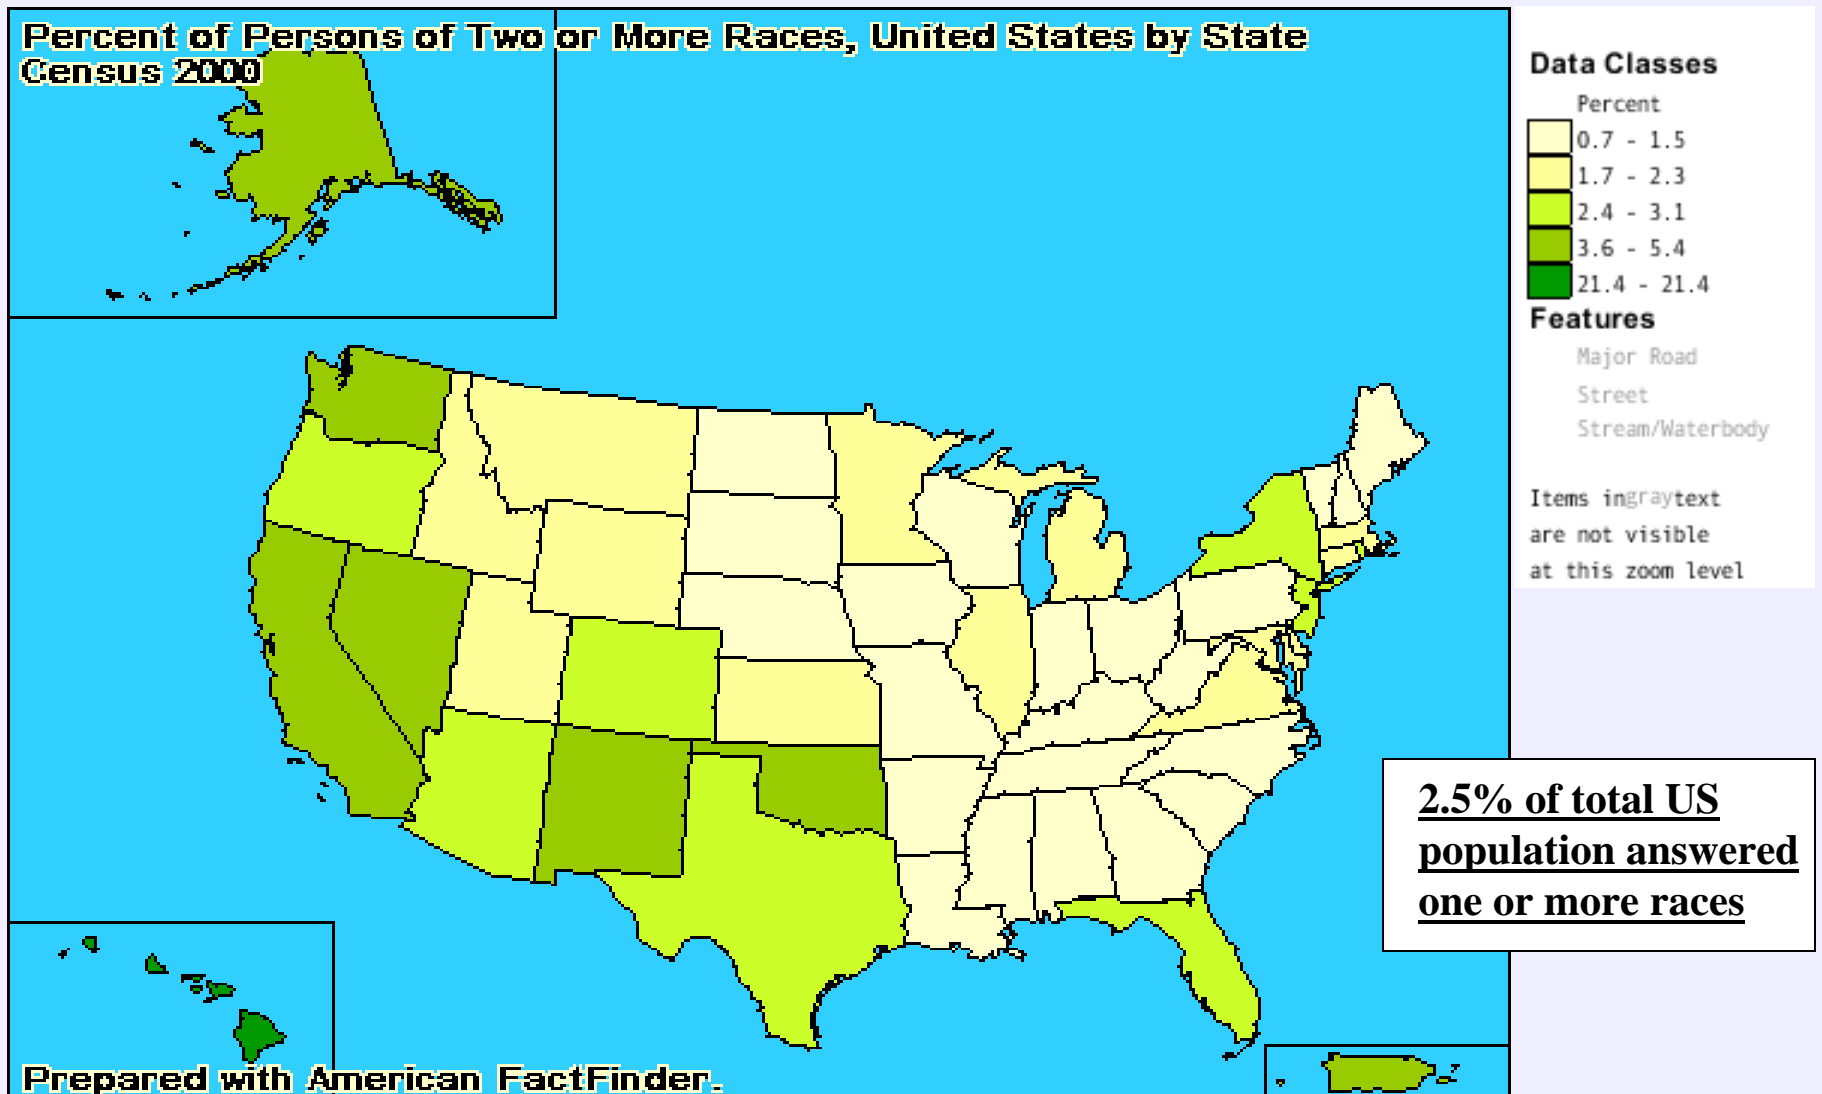 Percent of Persons of Two or More Races, United States by State
Census 2000
Data Classes
Percent
0.7 - 1.5
1.7 - 2.3
2.4 - 3.1
3.6 - 5.4
21.4 - 21.4
Features
Major Road
Street
Stream/Waterbody
Items in gray text
are not visible
at this zoom level
2.5% of total US
population answered
one or more races
Prepared with American FactFinder.